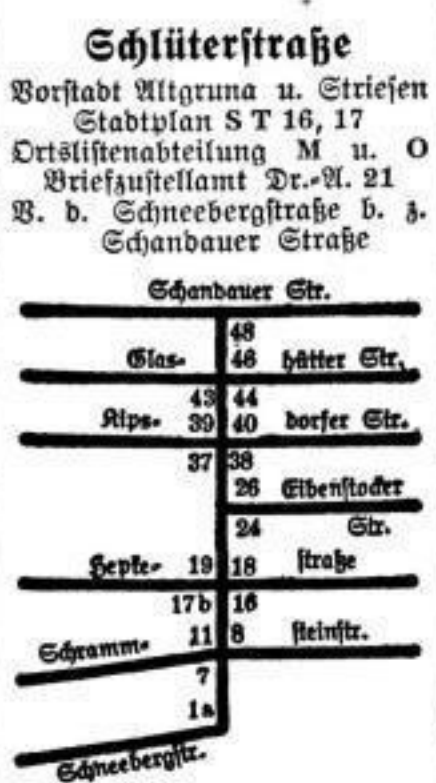 Schlüterstraße
Vorstadt Altgruna u. Striesen
Stadtplan S T 16, 17
Ortslistenabteilung M u. O
Briefzustellamt Dr.-A. 21
V. d. Schneebergstraße b. z.
Schandauer Straße
Schandauer Str.
48
Glas- 46 hütter Str.
43 44
Kips- 39 40 dorfer Str.
37 38
26 Eibenstocker
24 Str.
Hepke- 19 18 straße
17b 16
Schramm- 11 8 steinstr.
7
1a
Schneebergstr.